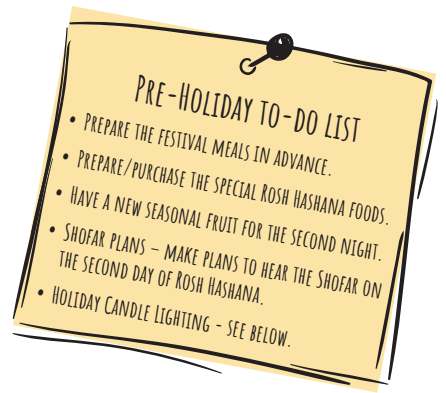 Pre-Holiday to-do list
• Prepare the festival meals in advance.
• Prepare/purchase the special Rosh Hashana foods.
• Have a new seasonal fruit for the second night.
• Shofar plans – make plans to hear the Shofar on
the second day of Rosh Hashana.
• Holiday Candle Lighting - see below.